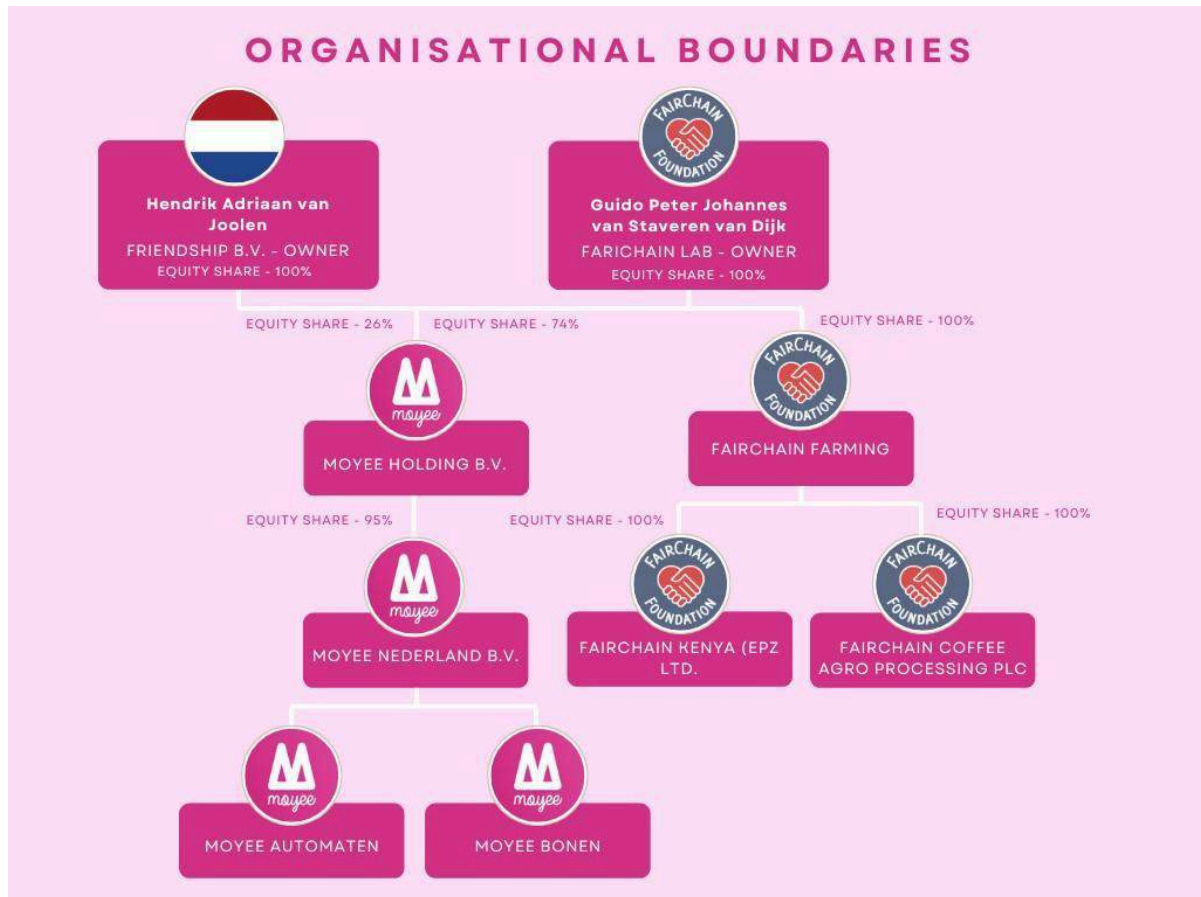 ORGANISATIONAL BOUNDARIES
FAIRCHAIN
FOUNDATION
Hendrik Adriaan van
Joolen
FRIENDSHIP B.V. - OWNER
EQUITY SHARE - 100%
Guido Peter Johannes
van Staveren van Dijk
FARICHAIN LAB - OWNER
EQUITY SHARE - 100%
EQUITY SHARE - 26%
EQUITY SHARE - 74%
EQUITY SHARE - 100%
moyee
FAIRCHAIN
FOUNDATION
MOYEE HOLDING B.V.
FAIRCHAIN FARMING
EQUITY SHARE - 95%
EQUITY SHARE - 100%
EQUITY SHARE - 100%
moyee
FAIRCHAIN
FOUNDATION
FAIRCHAIN
FOUNDATION
MOYEE NEDERLAND B.V.
FAIRCHAIN KENYA (EPZ
LTD.
FAIRCHAIN COFFEE
AGRO PROCESSING PLC
moyee
moyee
MOYEE AUTOMATEN
MOYEE BONEN